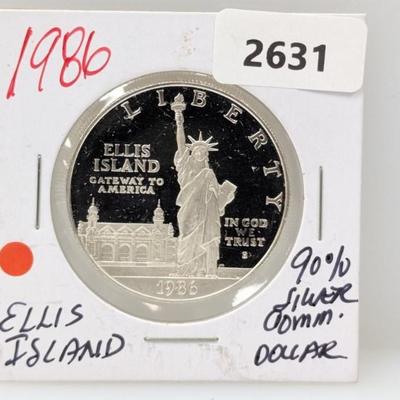 1986
2631
LIBERTY
ELLIS
ISLAND
GATEWAY TO
AMERICA
IN GOD
WE
TRUST
S
1986
ELLIS
ISLAND
90%
SILVER
COMM.
DOLLAR